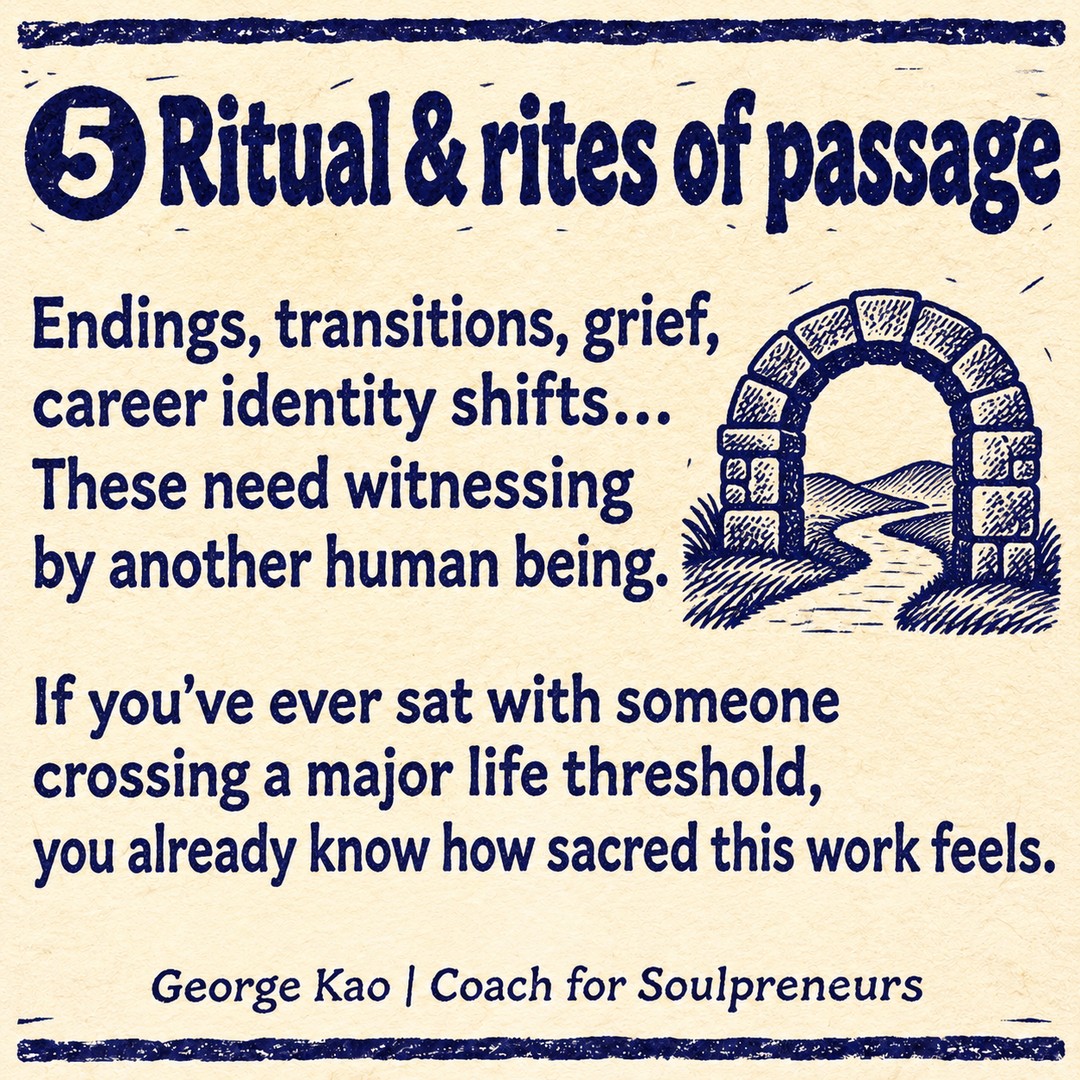 5 Ritual & rites of passage
Endings, transitions, grief,
career identity shifts...
These need witnessing
by another human being.
If you’ve ever sat with someone
crossing a major life threshold,
you already know how sacred this work feels.
George Kao | Coach for Soulpreneurs